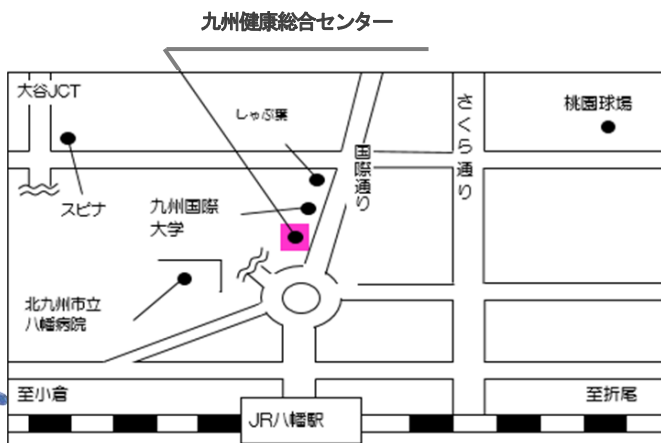 九州健康総合センター
大谷JCT
しゃぶ葉
さくら通り
桃園球場
国際通り
スピナ
九州国際
大学
北九州市立
八幡病院
至小倉
至折尾
JR八幡駅